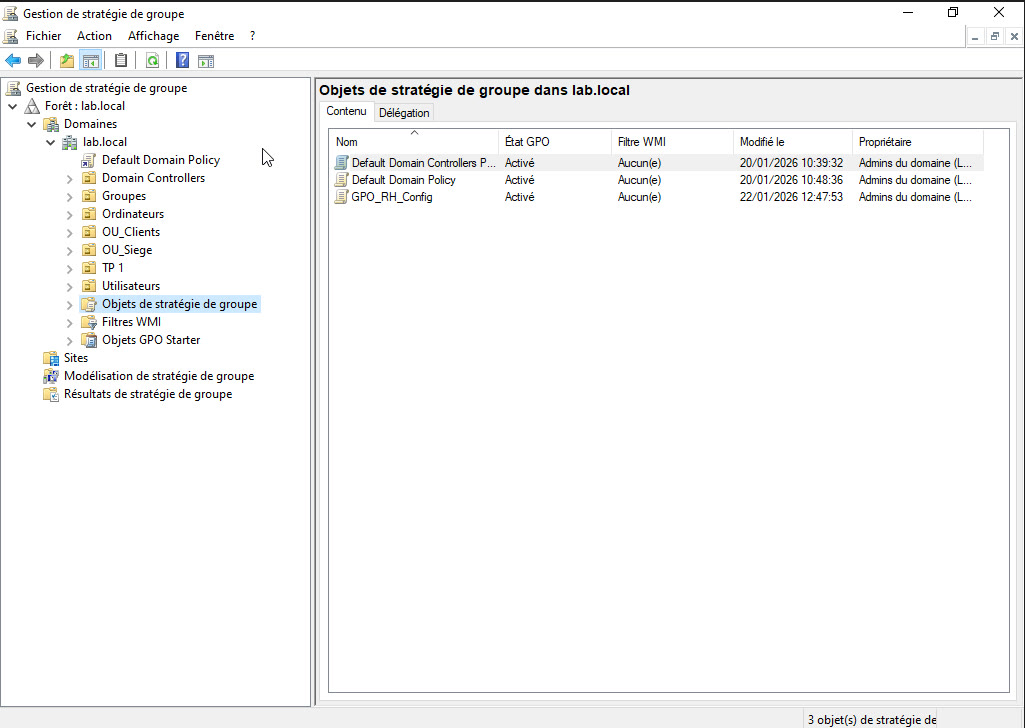 Gestion de stratégie de groupe
Fichier Action Affichage Fenêtre ?
Gestion de stratégie de groupe
Forêt : lab.local
Domaines
lab.local
Default Domain Policy
Domain Controllers
Groupes
Ordinateurs
OU_Clients
OU_Siege
TP 1
Utilisateurs
Objets de stratégie de groupe
Filtres WMI
Objets GPO Starter
Sites
Modélisation de stratégie de groupe
Résultats de stratégie de groupe
Objets de stratégie de groupe dans lab.local
Contenu Délégation
Nom État GPO Filtre WMI Modifié le Propriétaire
Default Domain Controllers P... Activé Aucun(e) 20/01/2026 10:39:32 Admins du domaine (L...
Default Domain Policy Activé Aucun(e) 20/01/2026 10:48:36 Admins du domaine (L...
GPO_RH_Config Activé Aucun(e) 22/01/2026 12:47:53 Admins du domaine (L...
3 objet(s) de stratégie de